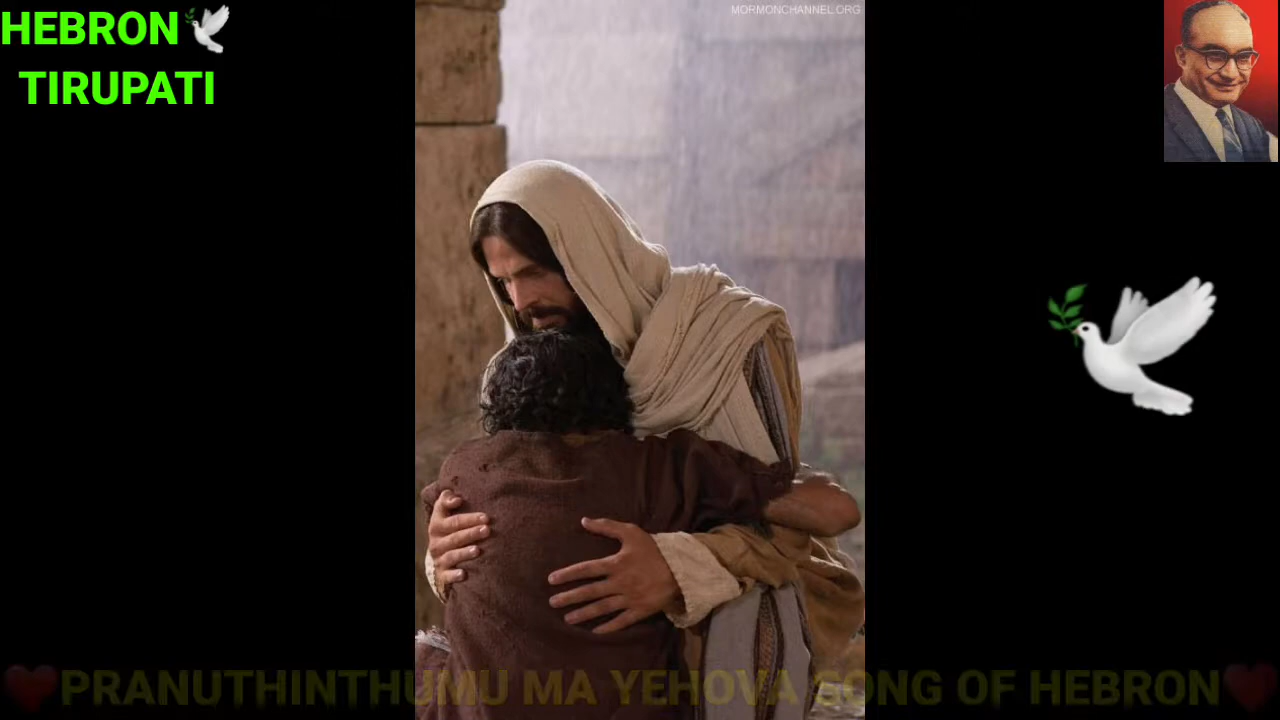 HEBRON🕊
TIRUPATI
MORMONCHANNEL.ORG
❤PRANUTHINTHUMU MA YEHOVA SONG OF HEBRON❤